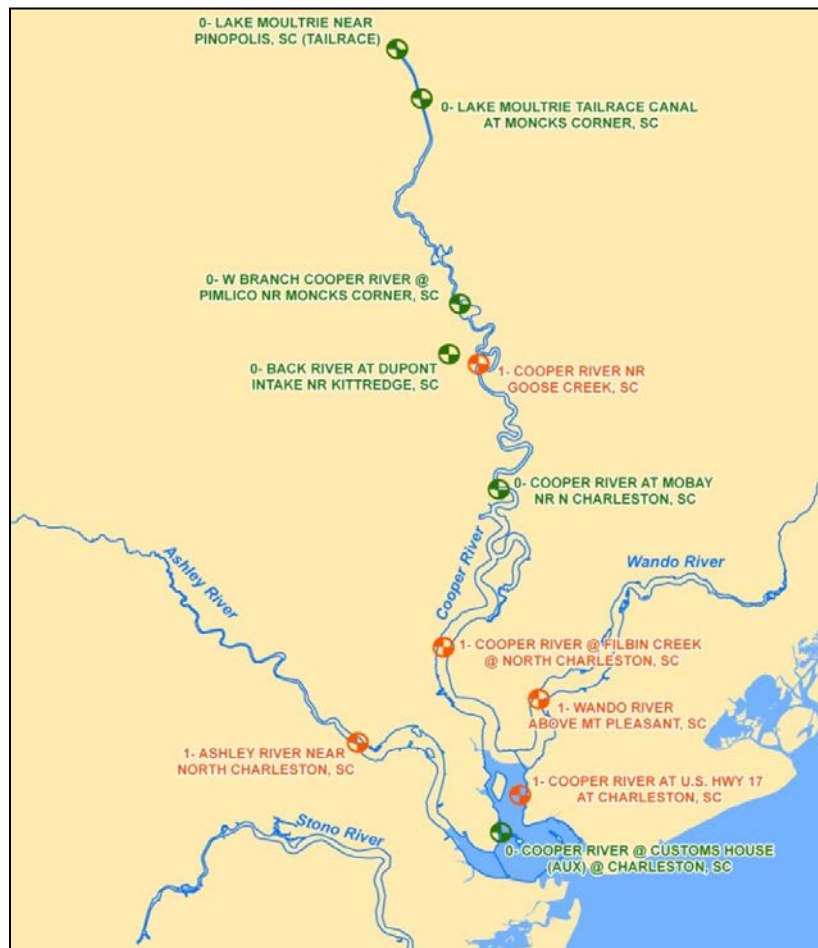 0- LAKE MOULTRIE NEAR
PINOPOLIS, SC (TAILRACE)
0- LAKE MOULTRIE TAILRACE CANAL
AT MONCKS CORNER, SC
0- W BRANCH COOPER RIVER @
PIMLICO NR MONCKS CORNER, SC
0- BACK RIVER AT DUPONT
INTAKE NR KITTREDGE, SC
1- COOPER RIVER NR
GOOSE CREEK, SC
0- COOPER RIVER AT MOBAY
NR N CHARLESTON, SC
Ashley River
Cooper River
Wando River
1- COOPER RIVER @ FILBIN CREEK
@ NORTH CHARLESTON, SC
1- WANDO RIVER
ABOVE MT PLEASANT, SC
1- ASHLEY RIVER NEAR
NORTH CHARLESTON, SC
1- COOPER RIVER AT U.S. HWY 17
AT CHARLESTON, SC
Stono River
0- COOPER RIVER @ CUSTOMS HOUSE
(AUX) @ CHARLESTON, SC